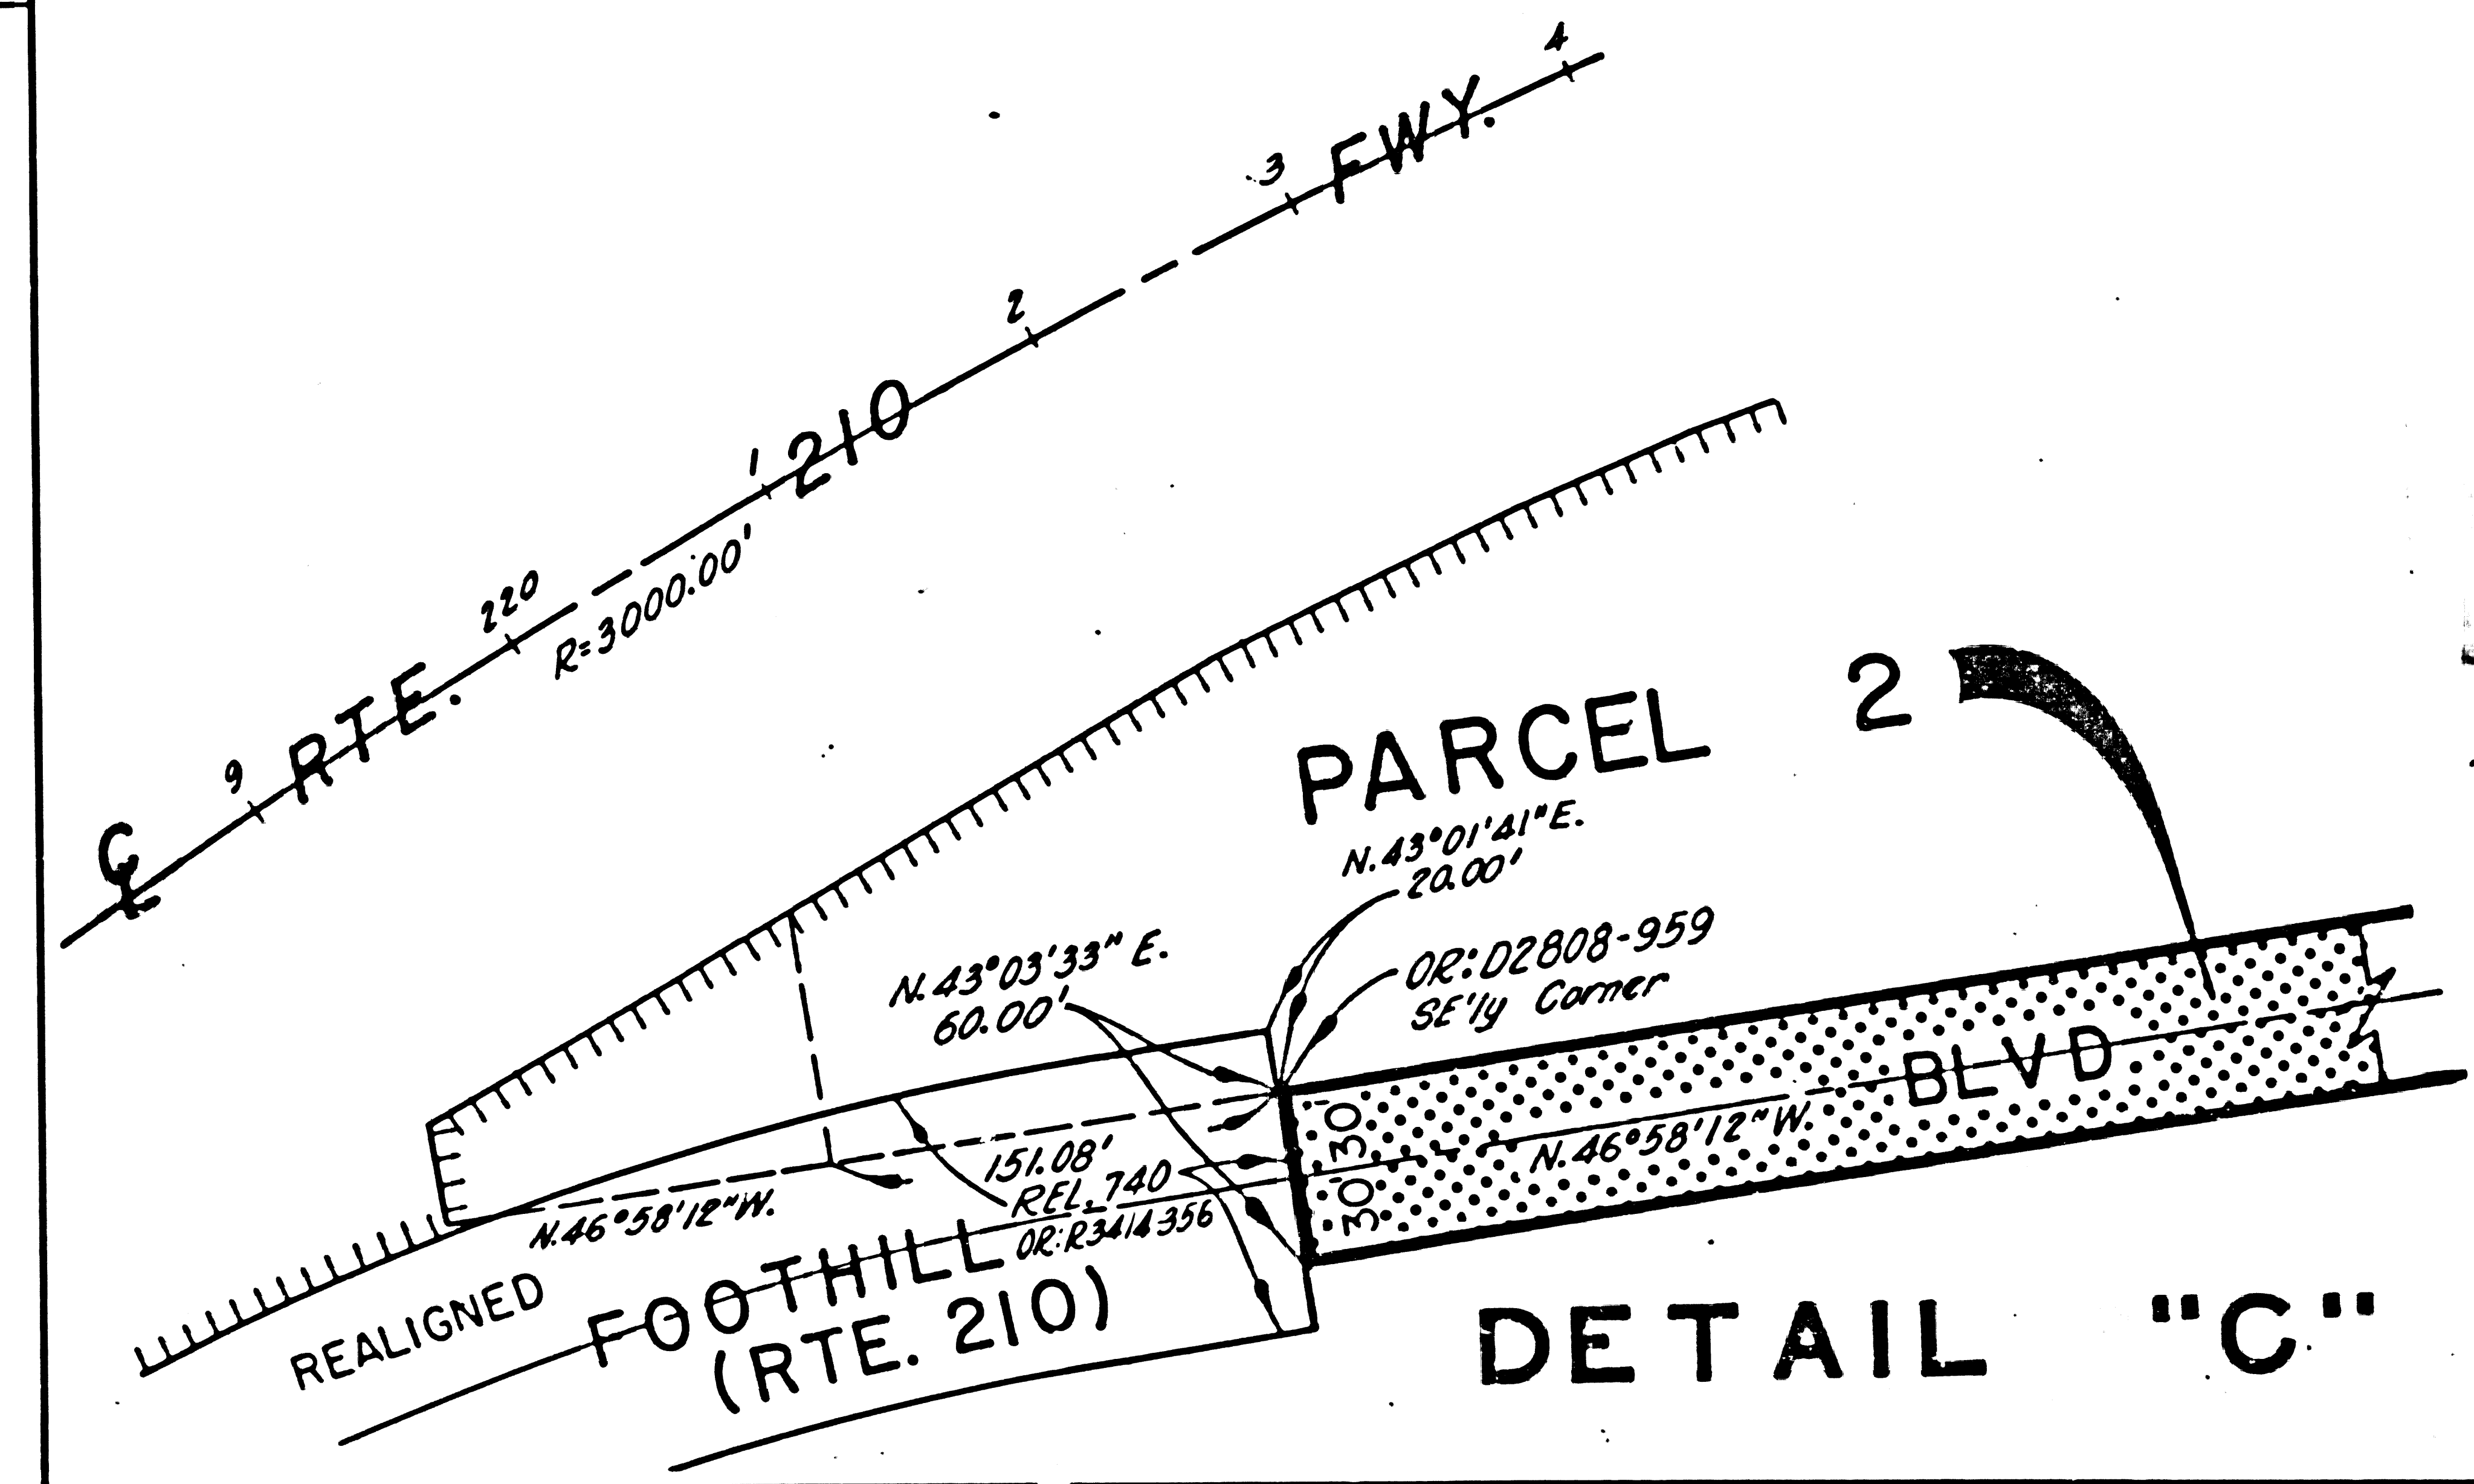 4
3
FWY.
2
1
210
220
R=3000.00'
RTE.
9
℄
PARCEL 2
N.43°01'41"E.
20.00'
N.43°03'33" E.
60.00'
OR:D2808-959
SE'ly Corner
BLVD
30'
30'
N.46°58'12"W.
151.08'
REL-740
OR:R3414 356
N.46°58'12"W.
REALIGNED
FOOTHILL
(RTE. 210)
DETAIL "C"